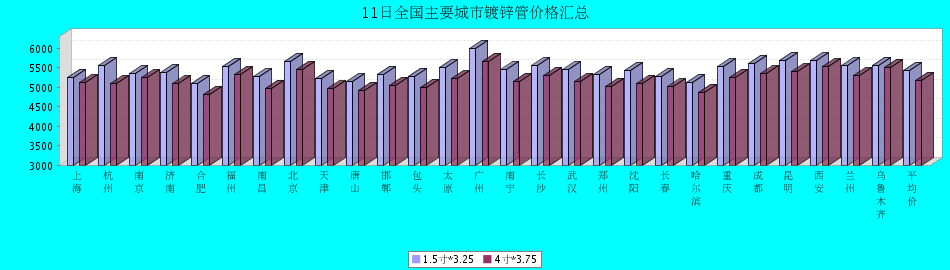 11日全国主要城市镀锌管价格汇总
6000
5500
5000
4500
4000
3500
3000
上海 杭州 南京 济南 合肥 福州 南昌 北京 天津 唐山 邯郸 包头 太原 广州 南宁 长沙 武汉 郑州 沈阳 长春 哈尔滨 重庆 成都 昆明 西安 兰州 乌鲁木齐 平均价
1.5寸*3.25 4寸*3.75